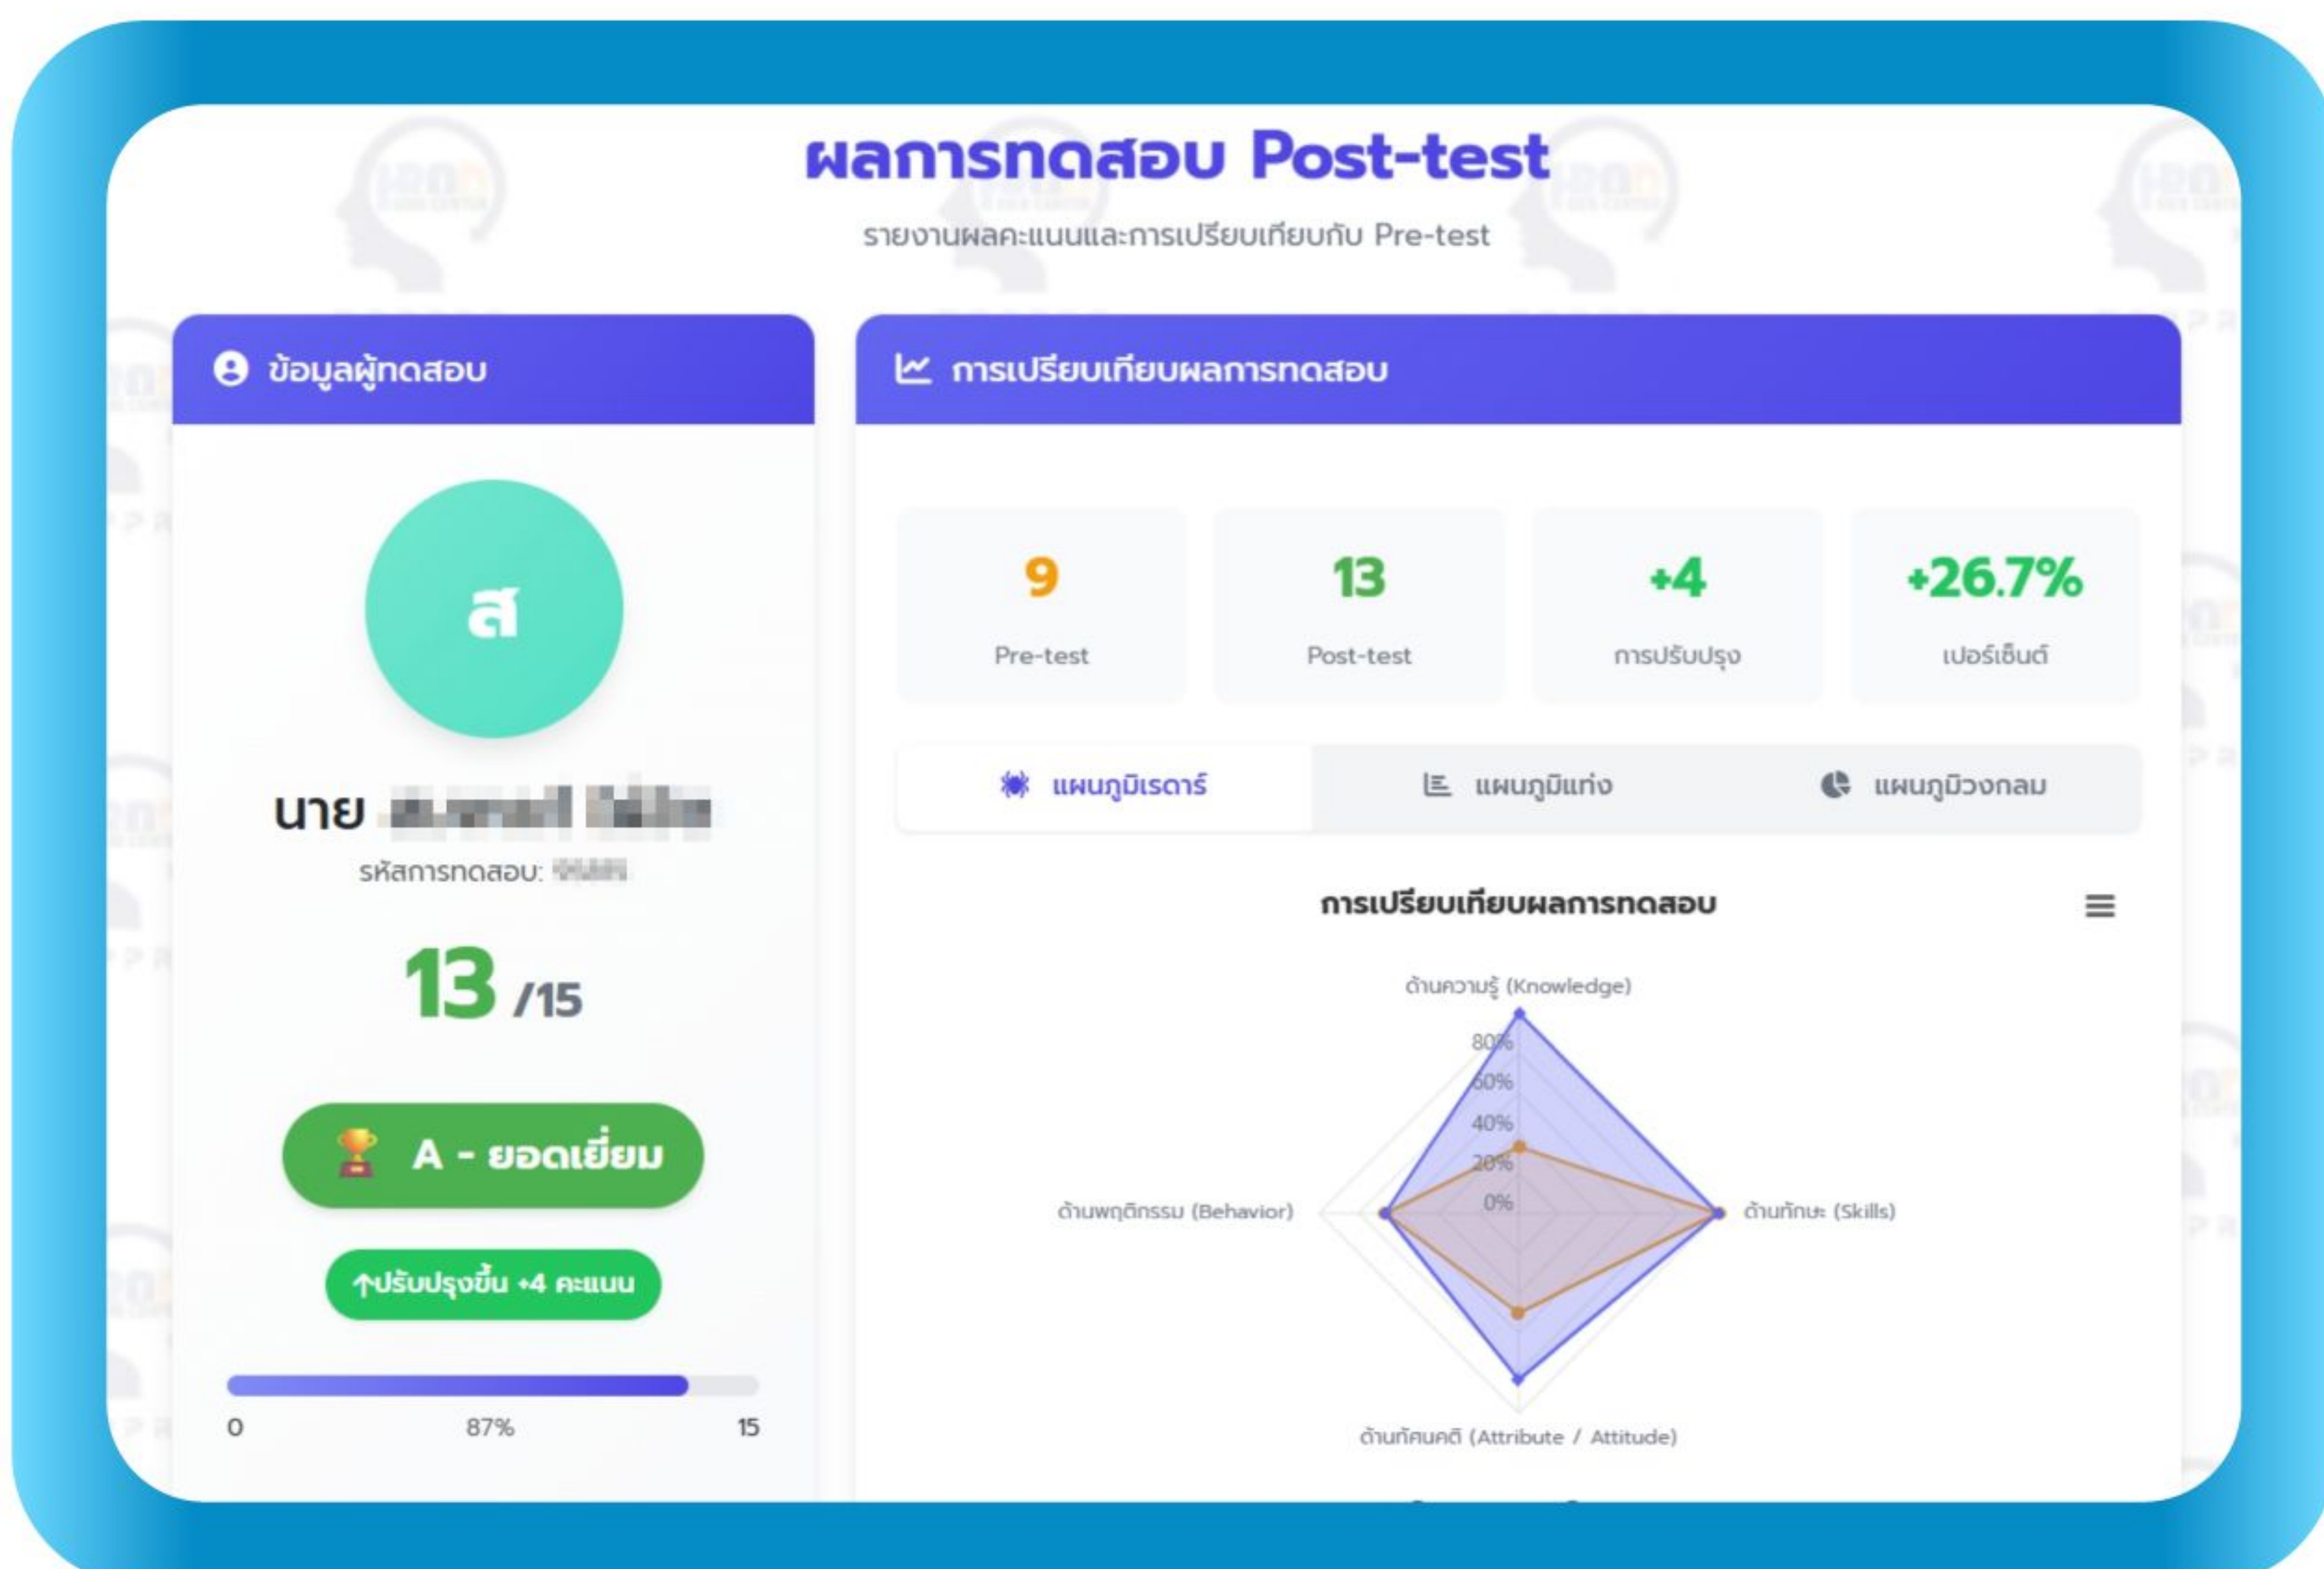 ผลการทดสอบ Post-test
รายงานผลคะแนนและการเปรียบเทียบกับ Pre-test
ข้อมูลผู้ทดสอบ
ส
นาย
รหัสการทดสอบ:
13 /15
A - ยอดเยี่ยม
↑ปรับปรุงขึ้น +4 คะแนน
0 87% 15
การเปรียบเทียบผลการทดสอบ
9
Pre-test
13
Post-test
+4
การปรับปรุง
+26.7%
เปอร์เซ็นต์
แผนภูมิเรดาร์
แผนภูมิแท่ง
แผนภูมิวงกลม
การเปรียบเทียบผลการทดสอบ
ด้านความรู้ (Knowledge)
80%
60%
40%
20%
0%
ด้านพฤติกรรม (Behavior)
ด้านทักษะ (Skills)
ด้านทัศนคติ (Attribute / Attitude)